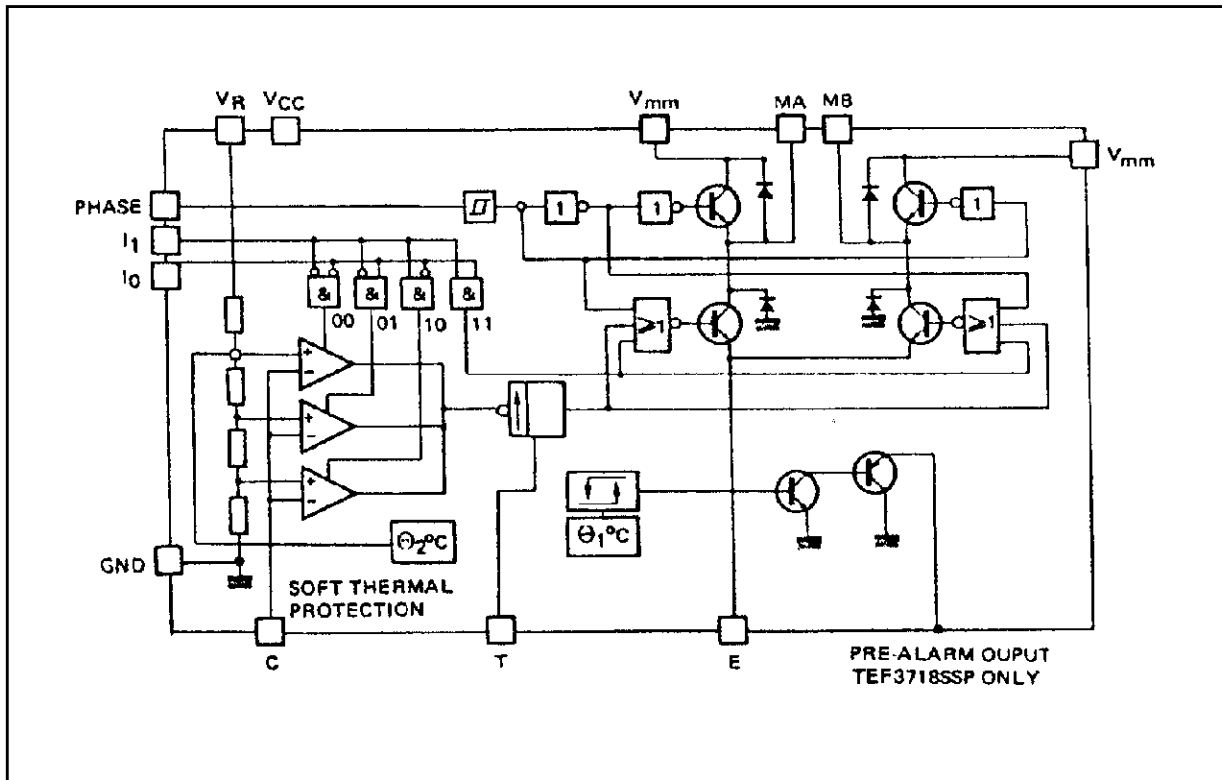 VR VCC Vmm MA MB
Vmm
PHASE
1 1 1
I1
I0
& & & &
00 01 10 11
≥1 ≥1
+
−
+
−
+
−
Θ2°C
Θ1°C
GND
SOFT THERMAL
PROTECTION
C T E
PRE-ALARM OUPUT
TEF3718SSP ONLY